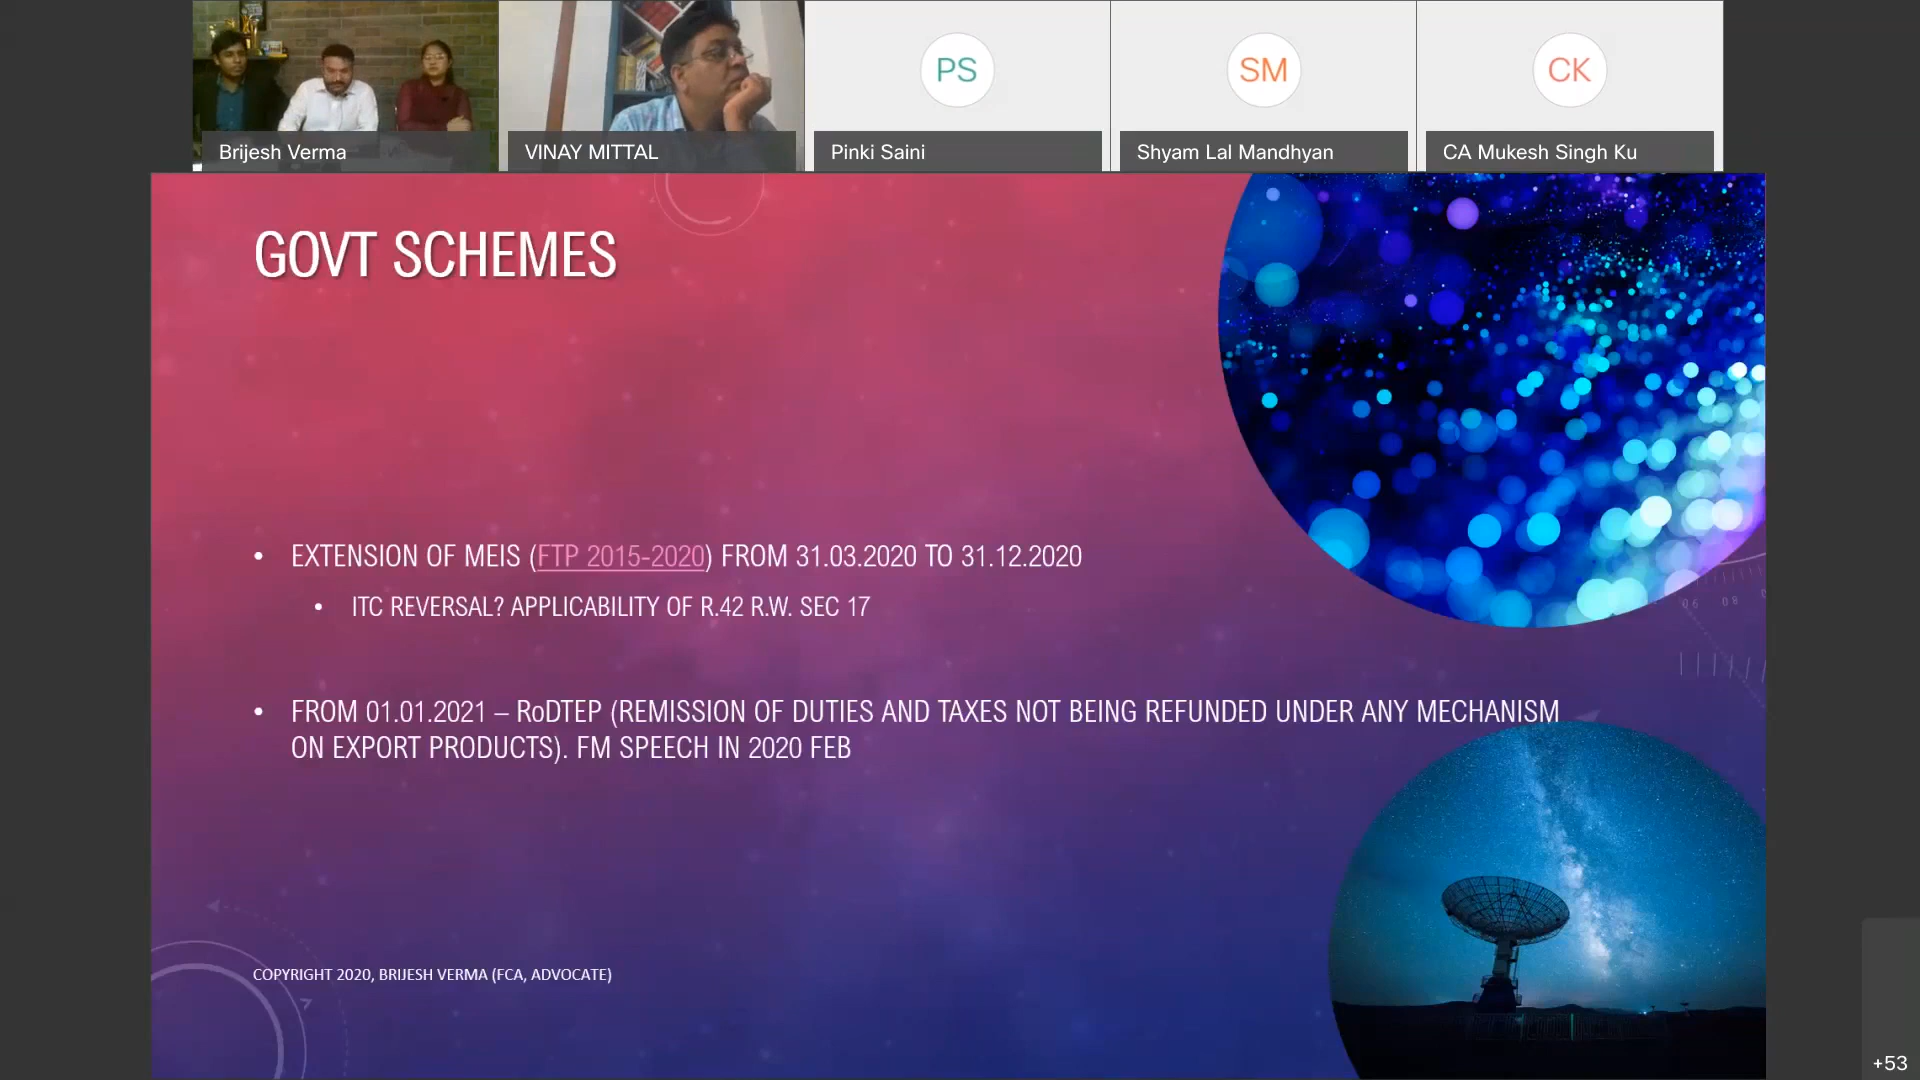 PS
SM
CK
Brijesh Verma
VINAY MITTAL
Pinki Saini
Shyam Lal Mandhyan
CA Mukesh Singh Ku
GOVT SCHEMES
• EXTENSION OF MEIS (FTP 2015-2020) FROM 31.03.2020 TO 31.12.2020
• ITC REVERSAL? APPLICABILITY OF R.42 R.W. SEC 17
• FROM 01.01.2021 – RoDTEP (REMISSION OF DUTIES AND TAXES NOT BEING REFUNDED UNDER ANY MECHANISM
ON EXPORT PRODUCTS). FM SPEECH IN 2020 FEB
06 08
COPYRIGHT 2020, BRIJESH VERMA (FCA, ADVOCATE)
+53